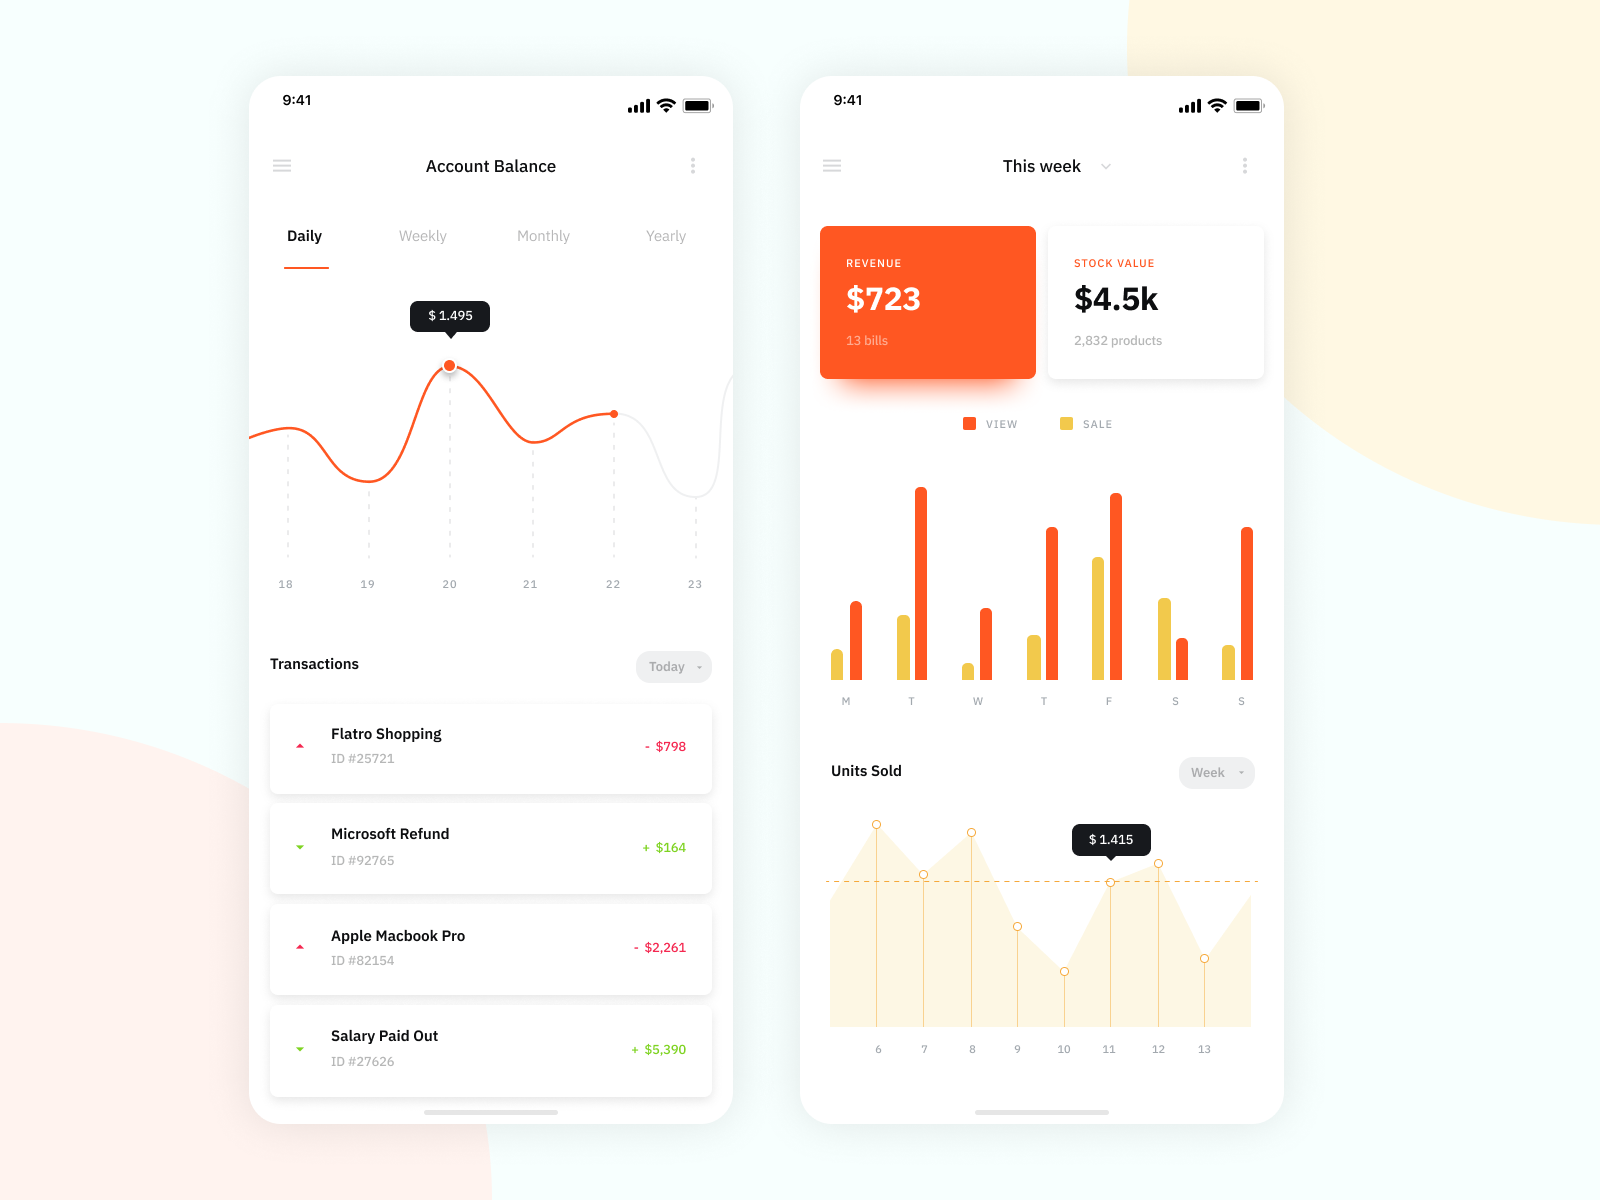 9:41
Account Balance
Daily Weekly Monthly Yearly
$ 1.495
18 19 20 21 22 23
Transactions
Today
Flatro Shopping
ID #25721
- $798
Microsoft Refund
ID #92765
+ $164
Apple Macbook Pro
ID #82154
- $2,261
Salary Paid Out
ID #27626
+ $5,390
9:41
This week
REVENUE
$723
13 bills
STOCK VALUE
$4.5k
2,832 products
VIEW SALE
M T W T F S S
Units Sold
Week
$ 1.415
6 7 8 9 10 11 12 13